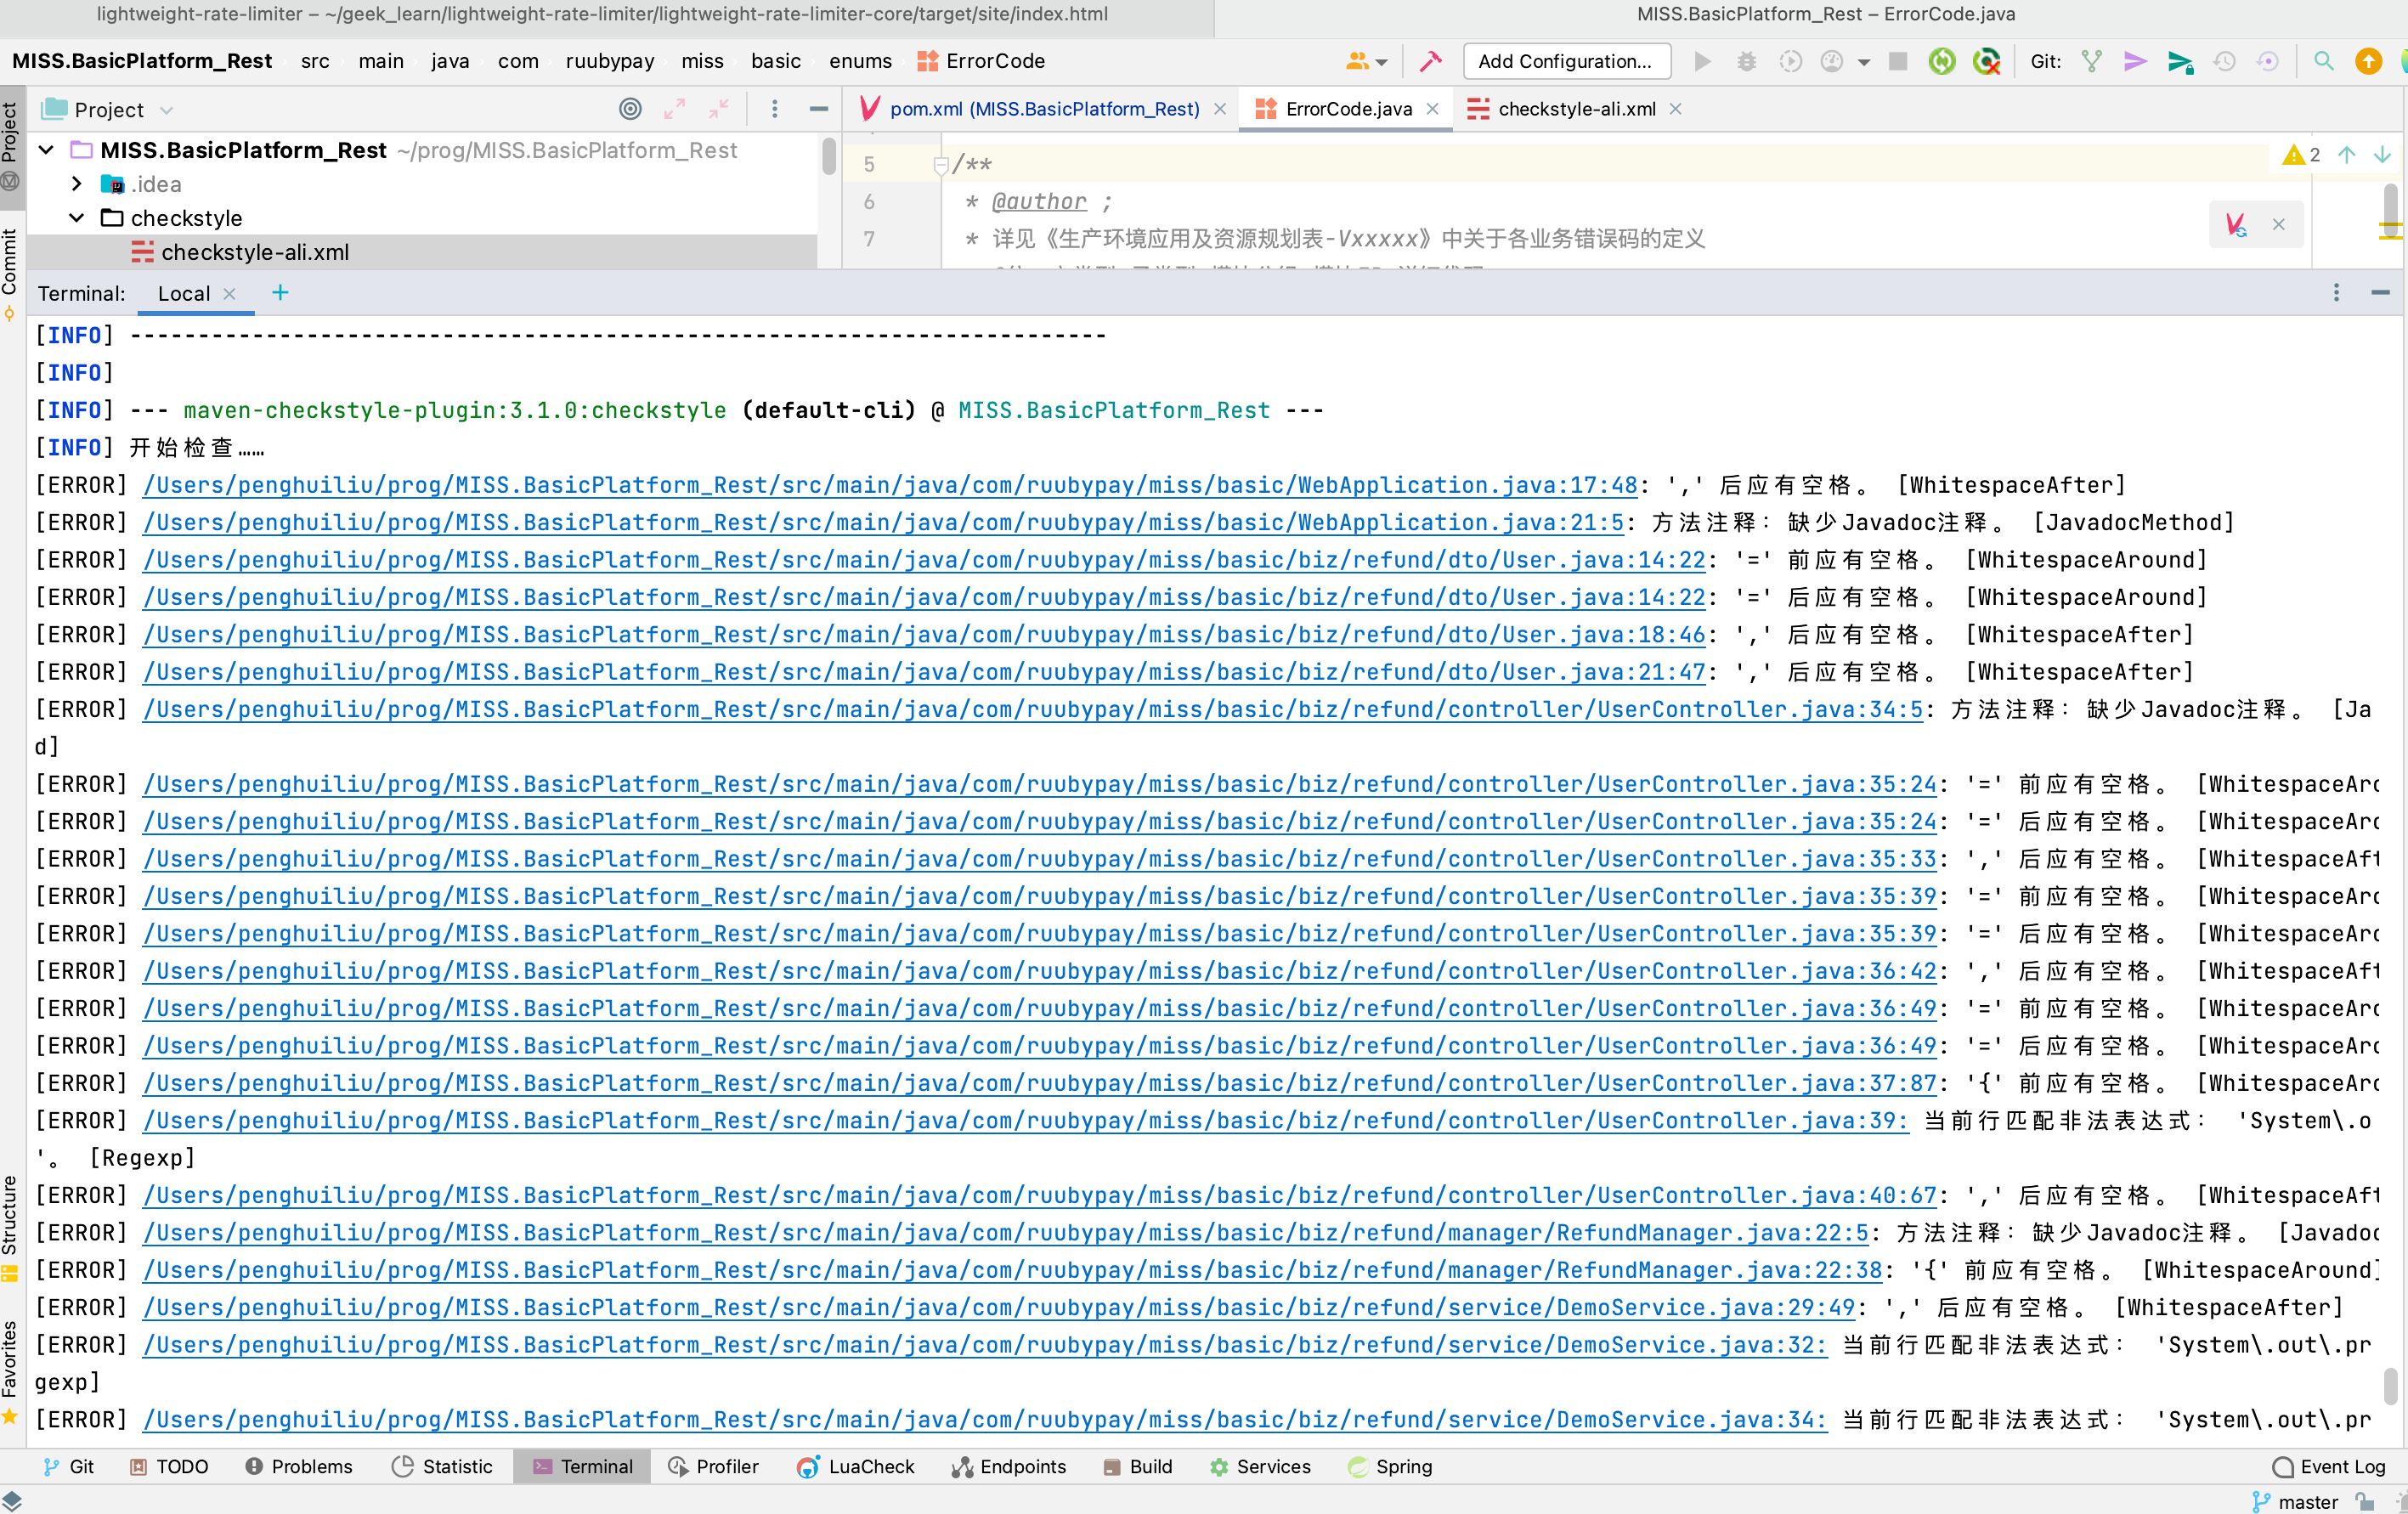 lightweight-rate-limiter – ~/geek_learn/lightweight-rate-limiter/lightweight-rate-limiter-core/target/site/index.html
MISS.BasicPlatform_Rest – ErrorCode.java
MISS.BasicPlatform_Rest src main java com ruubypay miss basic enums ErrorCode
Add Configuration...
Git:
Project
Project
pom.xml (MISS.BasicPlatform_Rest)
ErrorCode.java
checkstyle-ali.xml
MISS.BasicPlatform_Rest ~/prog/MISS.BasicPlatform_Rest
.idea
checkstyle
checkstyle-ali.xml
Commit
5 /**
6 * @author ;
7 * 详见《生产环境应用及资源规划表-Vxxxxx》中关于各业务错误码的定义
2
Terminal: Local +
[INFO] ------------------------------------------------------------------------
[INFO]
[INFO] --- maven-checkstyle-plugin:3.1.0:checkstyle (default-cli) @ MISS.BasicPlatform_Rest ---
[INFO] 开始检查……
[ERROR] /Users/penghuiliu/prog/MISS.BasicPlatform_Rest/src/main/java/com/ruubypay/miss/basic/WebApplication.java:17:48: ',' 后应有空格。 [WhitespaceAfter]
[ERROR] /Users/penghuiliu/prog/MISS.BasicPlatform_Rest/src/main/java/com/ruubypay/miss/basic/WebApplication.java:21:5: 方法注释：缺少Javadoc注释。 [JavadocMethod]
[ERROR] /Users/penghuiliu/prog/MISS.BasicPlatform_Rest/src/main/java/com/ruubypay/miss/basic/biz/refund/dto/User.java:14:22: '=' 前应有空格。 [WhitespaceAround]
[ERROR] /Users/penghuiliu/prog/MISS.BasicPlatform_Rest/src/main/java/com/ruubypay/miss/basic/biz/refund/dto/User.java:14:22: '=' 后应有空格。 [WhitespaceAround]
[ERROR] /Users/penghuiliu/prog/MISS.BasicPlatform_Rest/src/main/java/com/ruubypay/miss/basic/biz/refund/dto/User.java:18:46: ',' 后应有空格。 [WhitespaceAfter]
[ERROR] /Users/penghuiliu/prog/MISS.BasicPlatform_Rest/src/main/java/com/ruubypay/miss/basic/biz/refund/dto/User.java:21:47: ',' 后应有空格。 [WhitespaceAfter]
[ERROR] /Users/penghuiliu/prog/MISS.BasicPlatform_Rest/src/main/java/com/ruubypay/miss/basic/biz/refund/controller/UserController.java:34:5: 方法注释：缺少Javadoc注释。 [Ja
d]
[ERROR] /Users/penghuiliu/prog/MISS.BasicPlatform_Rest/src/main/java/com/ruubypay/miss/basic/biz/refund/controller/UserController.java:35:24: '=' 前应有空格。 [WhitespaceAro
[ERROR] /Users/penghuiliu/prog/MISS.BasicPlatform_Rest/src/main/java/com/ruubypay/miss/basic/biz/refund/controller/UserController.java:35:24: '=' 后应有空格。 [WhitespaceAro
[ERROR] /Users/penghuiliu/prog/MISS.BasicPlatform_Rest/src/main/java/com/ruubypay/miss/basic/biz/refund/controller/UserController.java:35:33: ',' 后应有空格。 [WhitespaceAft
[ERROR] /Users/penghuiliu/prog/MISS.BasicPlatform_Rest/src/main/java/com/ruubypay/miss/basic/biz/refund/controller/UserController.java:35:39: '=' 前应有空格。 [WhitespaceAro
[ERROR] /Users/penghuiliu/prog/MISS.BasicPlatform_Rest/src/main/java/com/ruubypay/miss/basic/biz/refund/controller/UserController.java:35:39: '=' 后应有空格。 [WhitespaceAro
[ERROR] /Users/penghuiliu/prog/MISS.BasicPlatform_Rest/src/main/java/com/ruubypay/miss/basic/biz/refund/controller/UserController.java:36:42: ',' 后应有空格。 [WhitespaceAft
[ERROR] /Users/penghuiliu/prog/MISS.BasicPlatform_Rest/src/main/java/com/ruubypay/miss/basic/biz/refund/controller/UserController.java:36:49: '=' 前应有空格。 [WhitespaceAro
[ERROR] /Users/penghuiliu/prog/MISS.BasicPlatform_Rest/src/main/java/com/ruubypay/miss/basic/biz/refund/controller/UserController.java:36:49: '=' 后应有空格。 [WhitespaceAro
[ERROR] /Users/penghuiliu/prog/MISS.BasicPlatform_Rest/src/main/java/com/ruubypay/miss/basic/biz/refund/controller/UserController.java:37:87: '{' 前应有空格。 [WhitespaceAro
[ERROR] /Users/penghuiliu/prog/MISS.BasicPlatform_Rest/src/main/java/com/ruubypay/miss/basic/biz/refund/controller/UserController.java:39: 当前行匹配非法表达式： 'System\.o
'。 [Regexp]
[ERROR] /Users/penghuiliu/prog/MISS.BasicPlatform_Rest/src/main/java/com/ruubypay/miss/basic/biz/refund/controller/UserController.java:40:67: ',' 后应有空格。 [WhitespaceAft
[ERROR] /Users/penghuiliu/prog/MISS.BasicPlatform_Rest/src/main/java/com/ruubypay/miss/basic/biz/refund/manager/RefundManager.java:22:5: 方法注释：缺少Javadoc注释。 [Javadoc
[ERROR] /Users/penghuiliu/prog/MISS.BasicPlatform_Rest/src/main/java/com/ruubypay/miss/basic/biz/refund/manager/RefundManager.java:22:38: '{' 前应有空格。 [WhitespaceAround]
[ERROR] /Users/penghuiliu/prog/MISS.BasicPlatform_Rest/src/main/java/com/ruubypay/miss/basic/biz/refund/service/DemoService.java:29:49: ',' 后应有空格。 [WhitespaceAfter]
[ERROR] /Users/penghuiliu/prog/MISS.BasicPlatform_Rest/src/main/java/com/ruubypay/miss/basic/biz/refund/service/DemoService.java:32: 当前行匹配非法表达式： 'System\.out\.pr
gexp]
[ERROR] /Users/penghuiliu/prog/MISS.BasicPlatform_Rest/src/main/java/com/ruubypay/miss/basic/biz/refund/service/DemoService.java:34: 当前行匹配非法表达式： 'System\.out\.pr
Structure
Favorites
Git TODO Problems Statistic Terminal Profiler LuaCheck Endpoints Build Services Spring Event Log
master